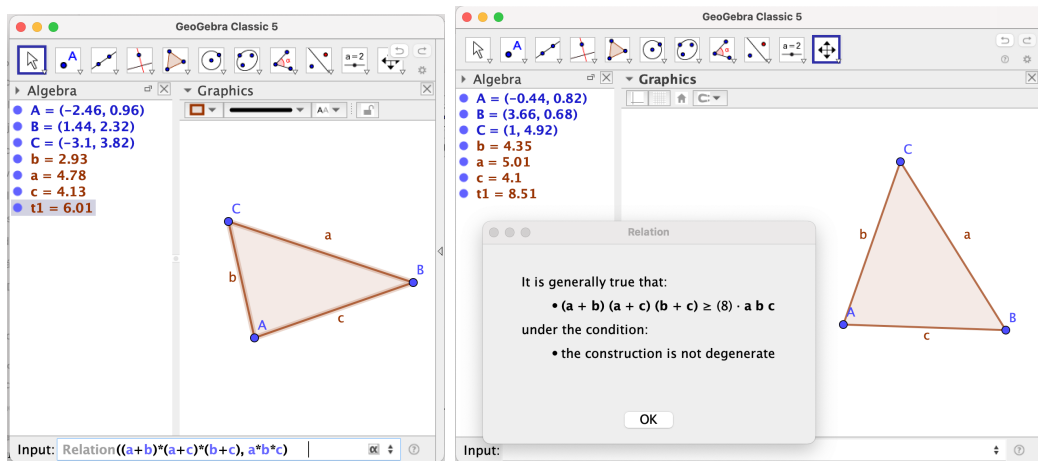 GeoGebra Classic 5
A
α
a=2
Algebra
Graphics
A = (-2.46, 0.96)
B = (1.44, 2.32)
C = (-3.1, 3.82)
b = 2.93
a = 4.78
c = 4.13
t1 = 6.01
AA
C
a
b
B
c
A
Input: Relation((a+b)*(a+c)*(b+c), a*b*c)
α
GeoGebra Classic 5
A
α
a=2
Algebra
Graphics
A = (-0.44, 0.82)
B = (3.66, 0.68)
C = (1, 4.92)
b = 4.35
a = 5.01
c = 4.1
t1 = 8.51
C
b
a
A
B
c
Relation
It is generally true that:
• (a + b) (a + c) (b + c) ≥ (8) · a b c
under the condition:
• the construction is not degenerate
OK
Input: